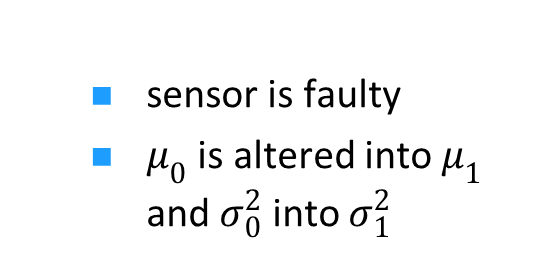 ■ sensor is faulty
■ μ₀ is altered into μ₁
and σ₀² into σ₁²